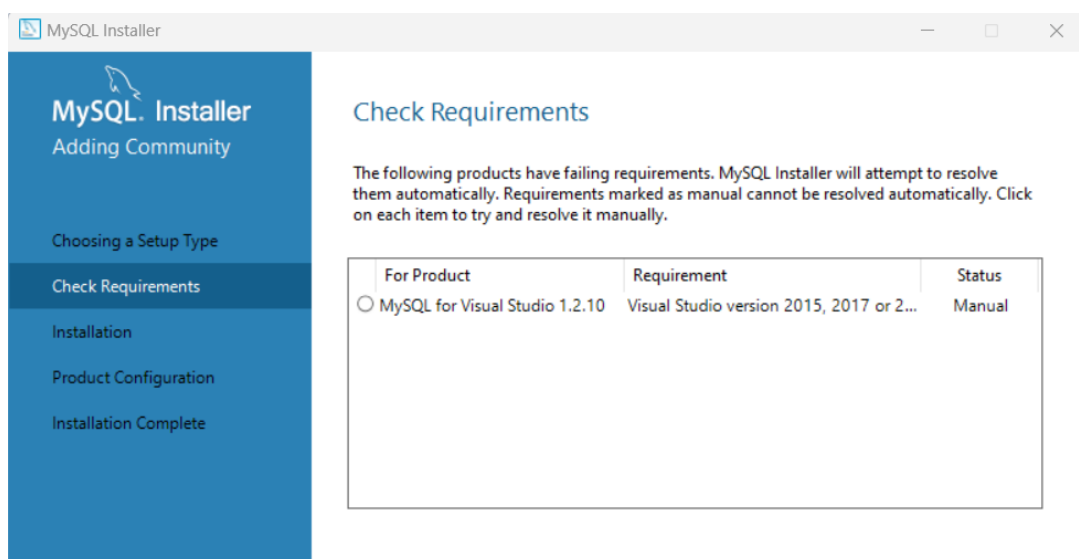 MySQL Installer
MySQL. Installer
Adding Community
Choosing a Setup Type
Check Requirements
Installation
Product Configuration
Installation Complete
Check Requirements
The following products have failing requirements. MySQL Installer will attempt to resolve
them automatically. Requirements marked as manual cannot be resolved automatically. Click
on each item to try and resolve it manually.
For Product Requirement Status
MySQL for Visual Studio 1.2.10 Visual Studio version 2015, 2017 or 2... Manual